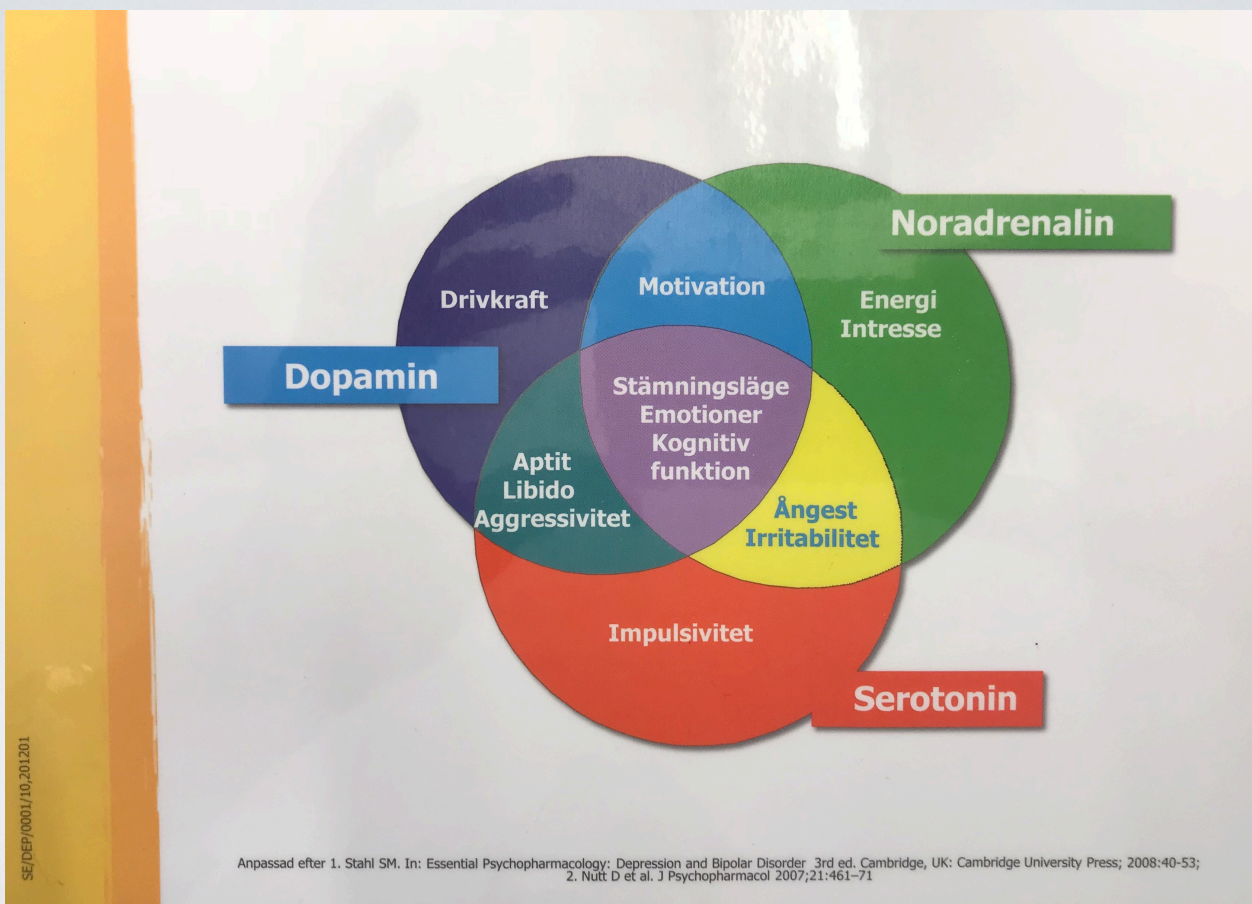 Noradrenalin
Motivation
Drivkraft
Energi
Intresse
Dopamin
Stämningsläge
Emotioner
Kognitiv
funktion
Aptit
Libido
Aggressivitet
Ångest
Irritabilitet
Impulsivitet
Serotonin
SE/DEP/0001/10,201201
Anpassad efter 1. Stahl SM. In: Essential Psychopharmacology: Depression and Bipolar Disorder 3rd ed. Cambridge, UK: Cambridge University Press; 2008:40-53;
2. Nutt D et al. J Psychopharmacol 2007;21:461–71